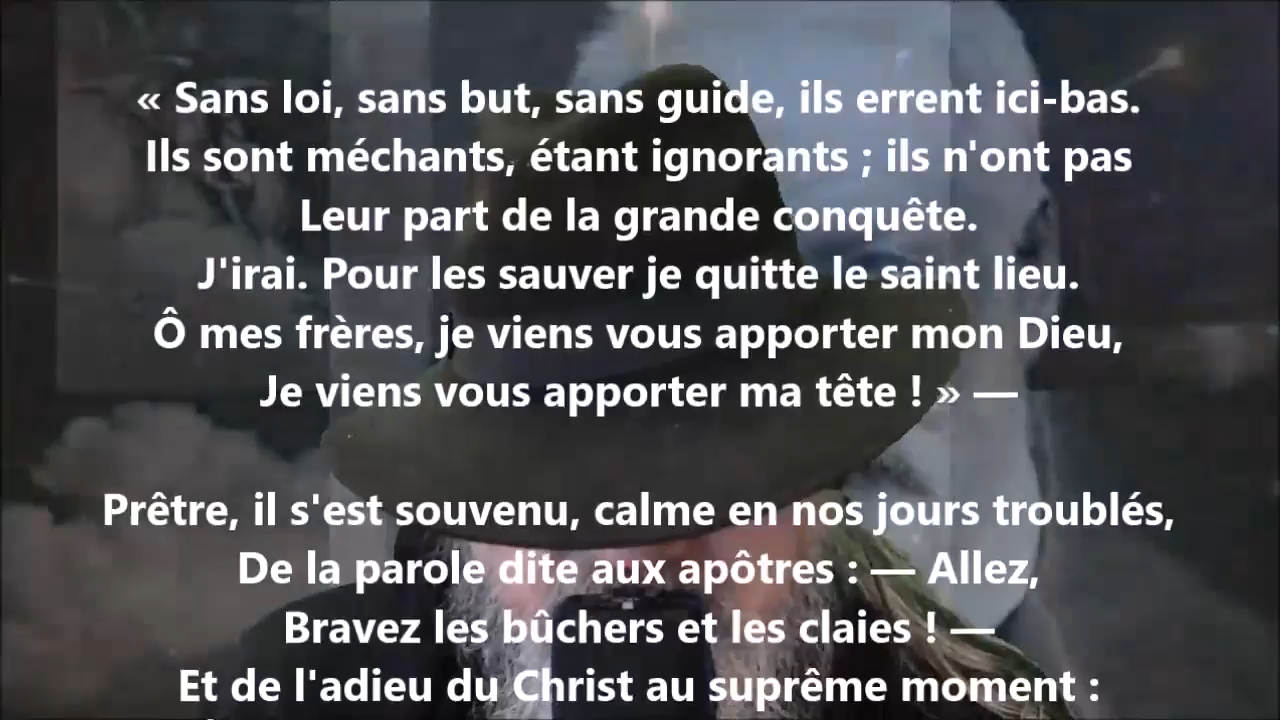 « Sans loi, sans but, sans guide, ils errent ici-bas.
Ils sont méchants, étant ignorants ; ils n'ont pas
Leur part de la grande conquête.
J'irai. Pour les sauver je quitte le saint lieu.
Ô mes frères, je viens vous apporter mon Dieu,
Je viens vous apporter ma tête ! » —
Prêtre, il s'est souvenu, calme en nos jours troublés,
De la parole dite aux apôtres : — Allez,
Bravez les bûchers et les claies ! —
Et de l'adieu du Christ au suprême moment :